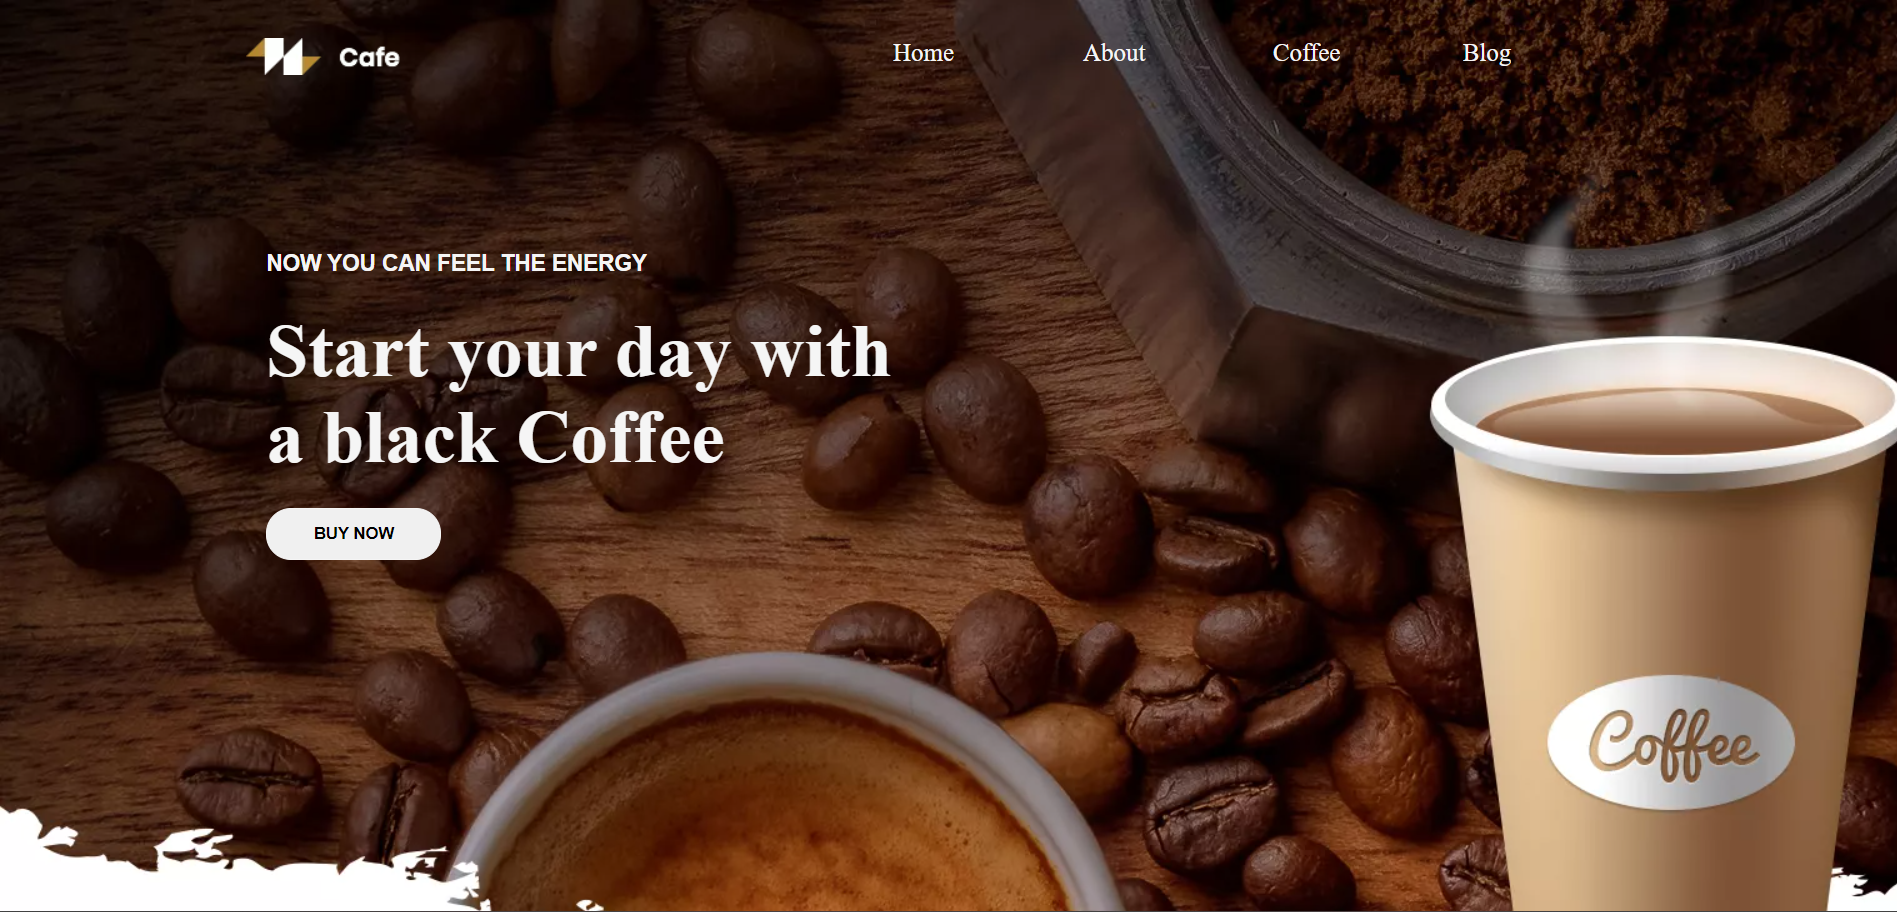 Cafe
Home About Coffee Blog
NOW YOU CAN FEEL THE ENERGY
Start your day with
a black Coffee
BUY NOW
Coffee